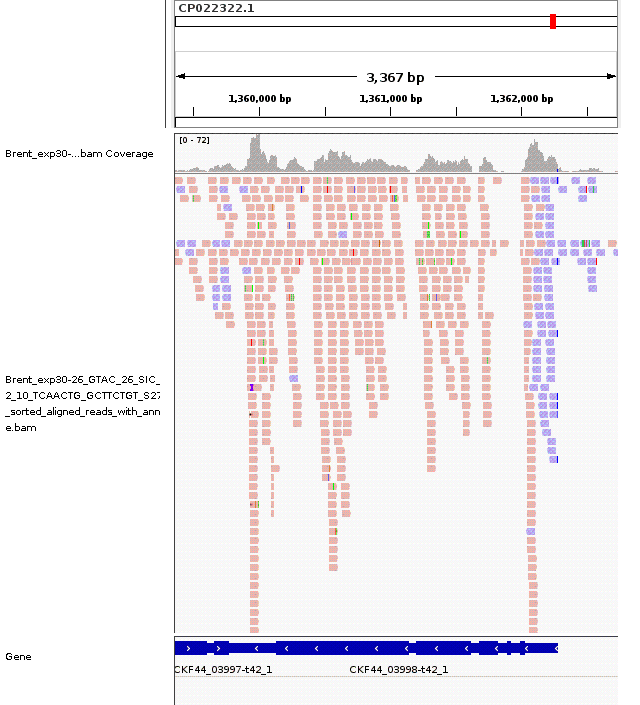 CP022322.1
3,367 bp
1,360,000 bp
1,361,000 bp
1,362,000 bp
[0 - 72]
Brent_exp30-...bam Coverage
Brent_exp30-26_GTAC_26_SIC_
2_10_TCAACTG_GCTTCTGT_S27
_sorted_aligned_reads_with_ann
e.bam
Gene
CKF44_03997-t42_1
CKF44_03998-t42_1